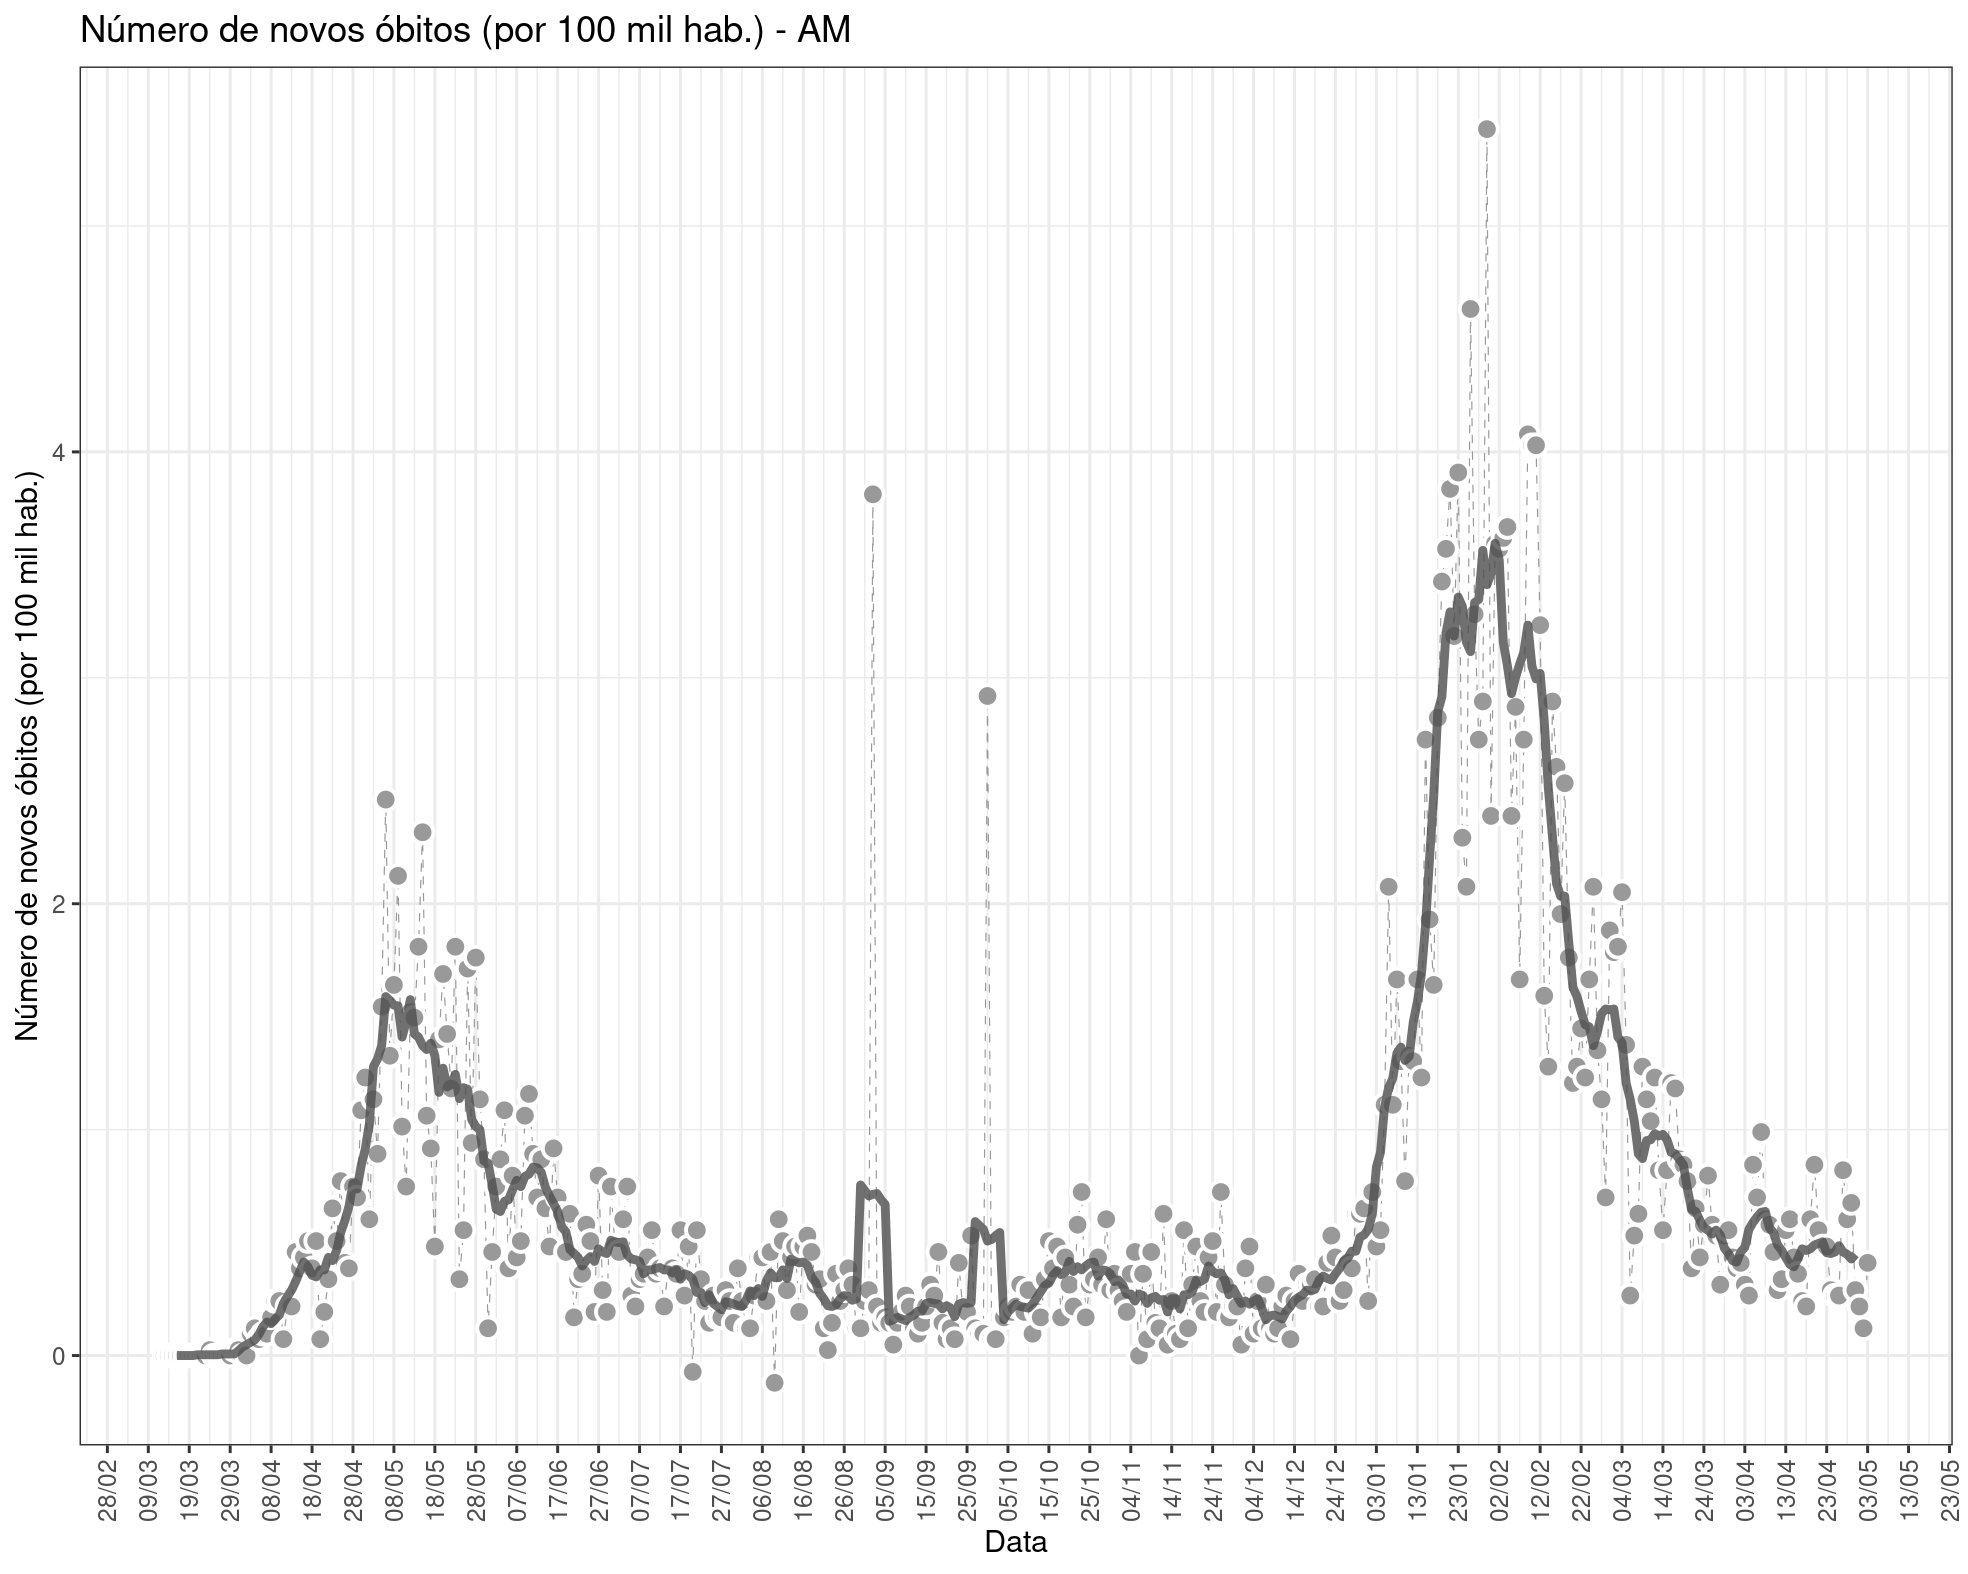 Número de novos óbitos (por 100 mil hab.) - AM
Número de novos óbitos (por 100 mil hab.)
4
2
0
28/02 09/03 19/03 29/03 08/04 18/04 28/04 08/05 18/05 28/05 07/06 17/06 27/06 07/07 17/07 27/07 06/08 16/08 26/08 05/09 15/09 25/09 05/10 15/10 25/10 04/11 14/11 24/11 04/12 14/12 24/12 03/01 13/01 23/01 02/02 12/02 22/02 04/03 14/03 24/03 03/04 13/04 23/04 03/05 13/05 23/05
Data